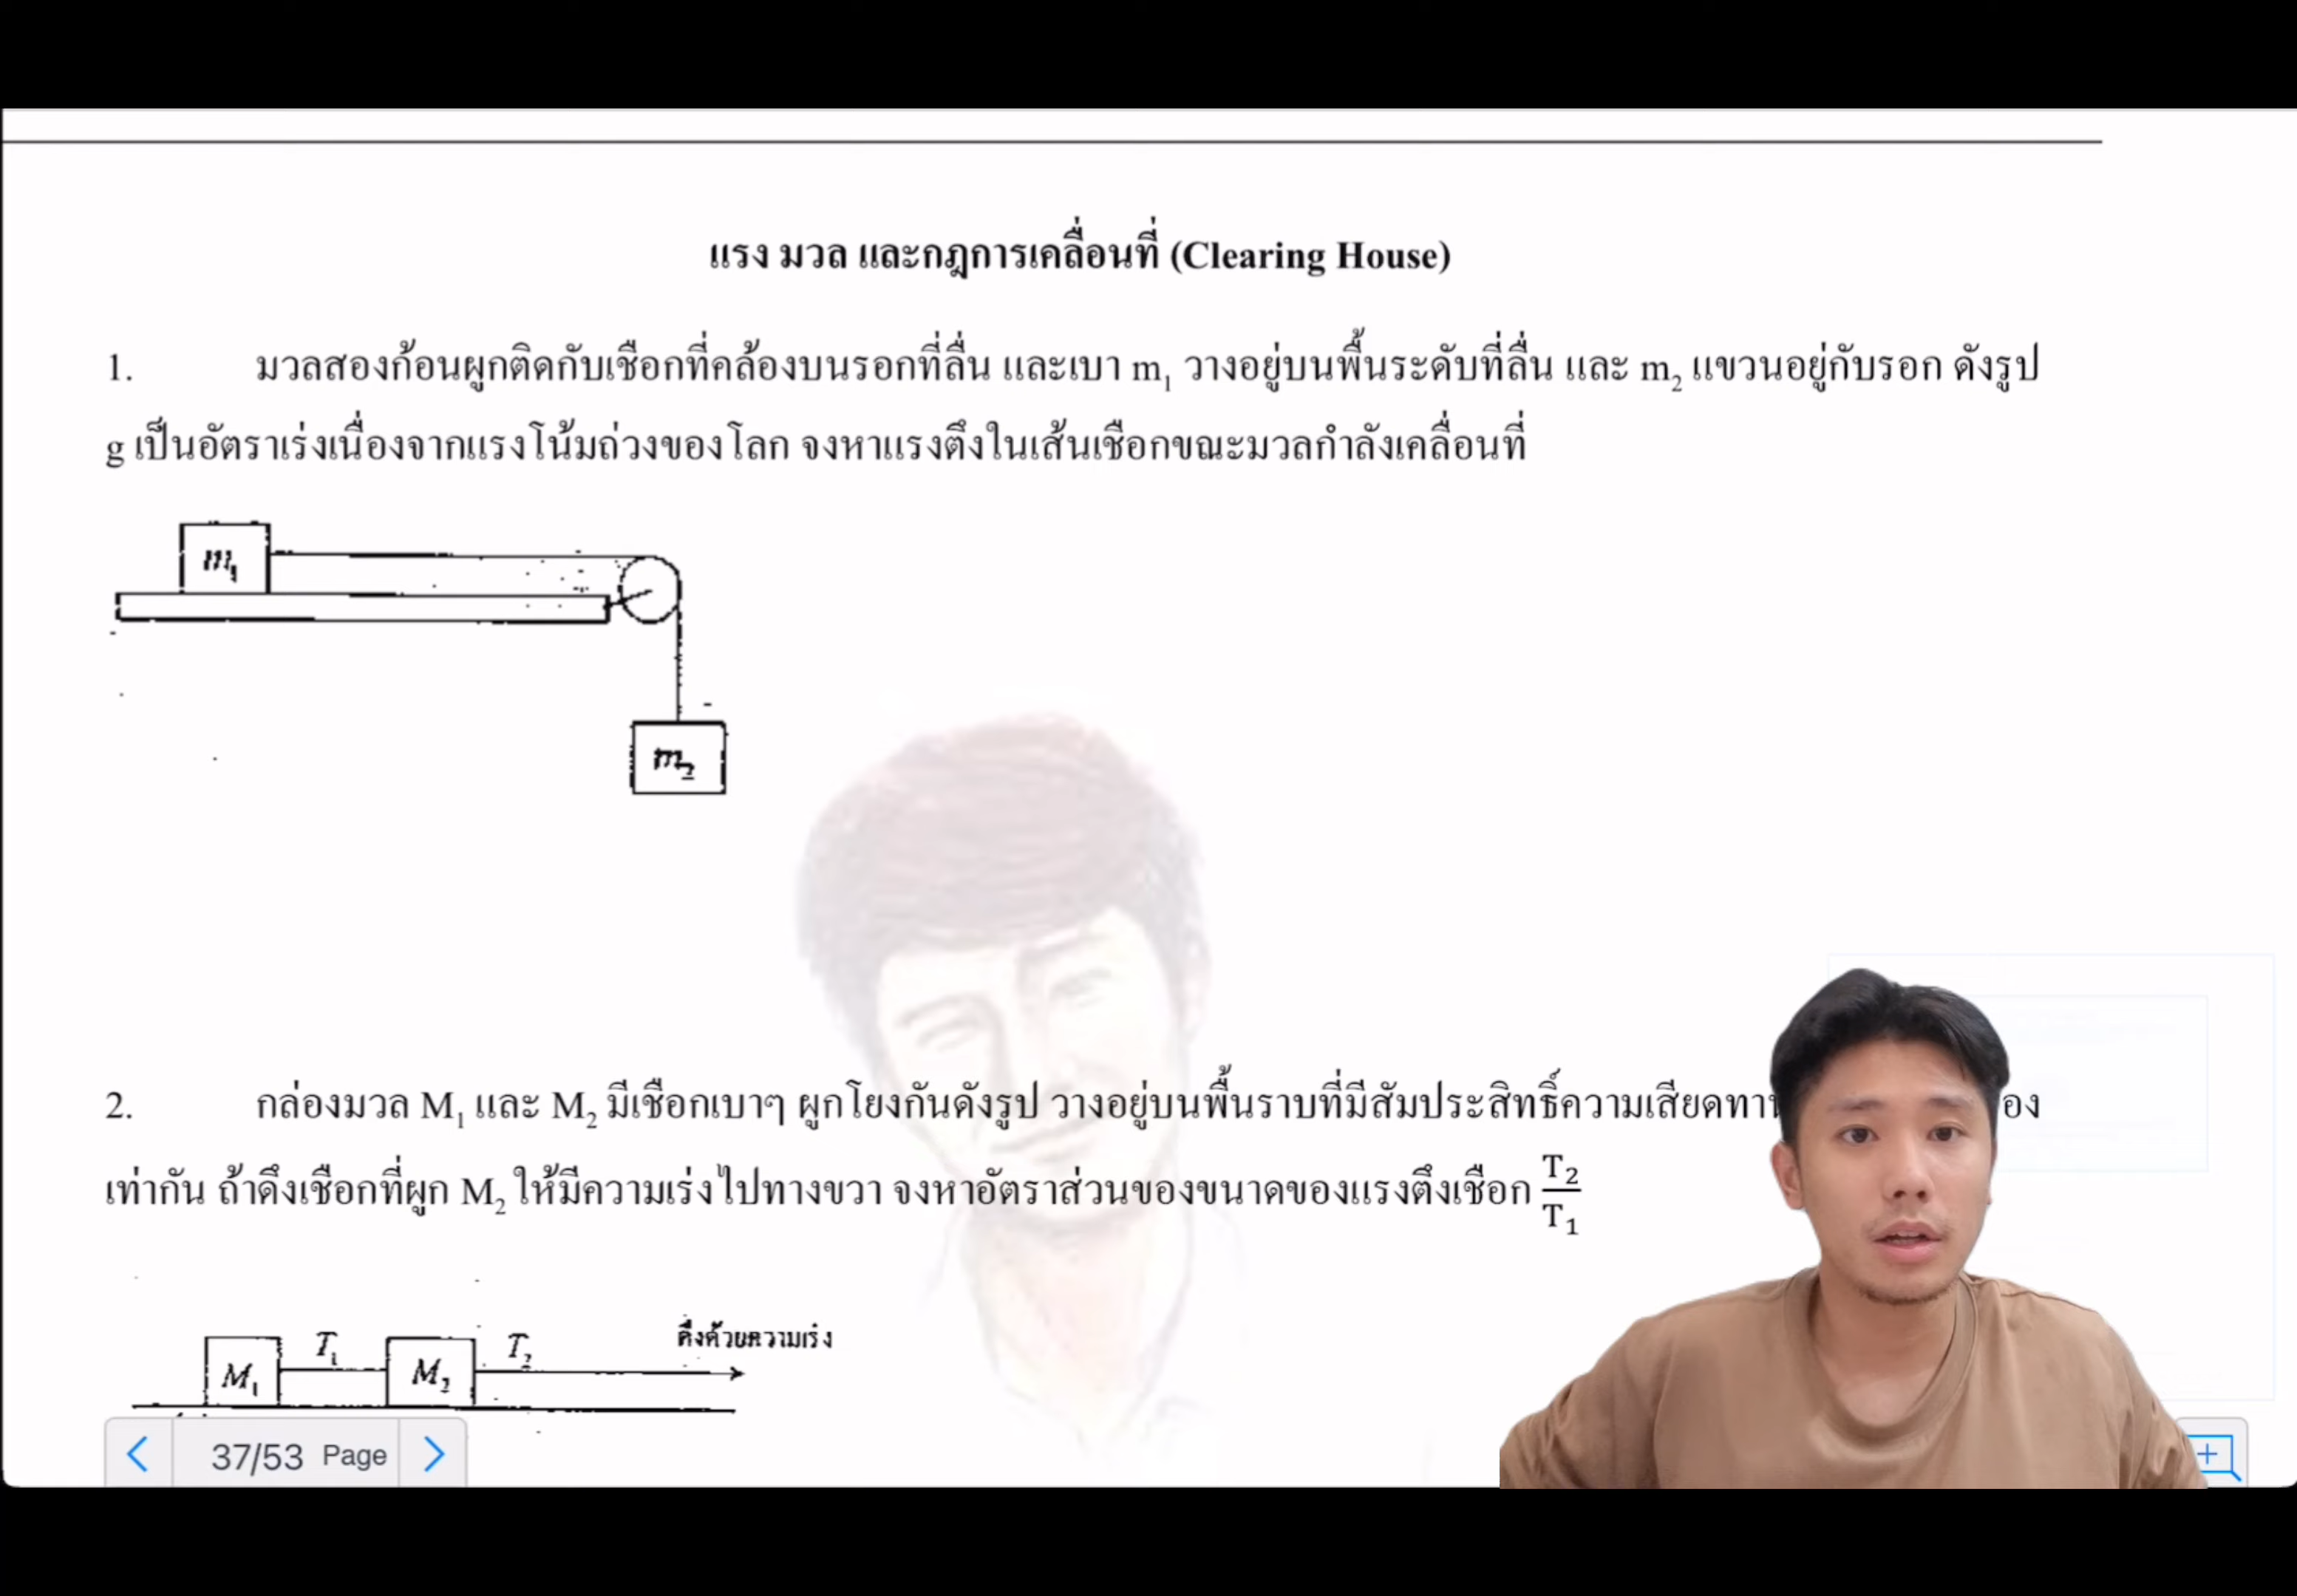 แรง มวล และกฎการเคลื่อนที่ (Clearing House)
1. มวลสองก้อนผูกติดกับเชือกที่คล้องบนรอกที่ลื่น และเบา m₁ วางอยู่บนพื้นระดับที่ลื่น และ m₂ แขวนอยู่กับรอก ดังรูป
g เป็นอัตราเร่งเนื่องจากแรงโน้มถ่วงของโลก จงหาแรงตึงในเส้นเชือกขณะมวลกำลังเคลื่อนที่
m₁
m₂
2. กล่องมวล M₁ และ M₂ มีเชือกเบาๆ ผูกโยงกันดังรูป วางอยู่บนพื้นราบที่มีสัมประสิทธิ์ความเสียดทาน
เท่ากัน ถ้าดึงเชือกที่ผูก M₂ ให้มีความเร่งไปทางขวา จงหาอัตราส่วนของขนาดของแรงตึงเชือก T₂/T₁
M₁ T₁ M₂ T₂ ดึงด้วยความเร่ง
37/53 Page